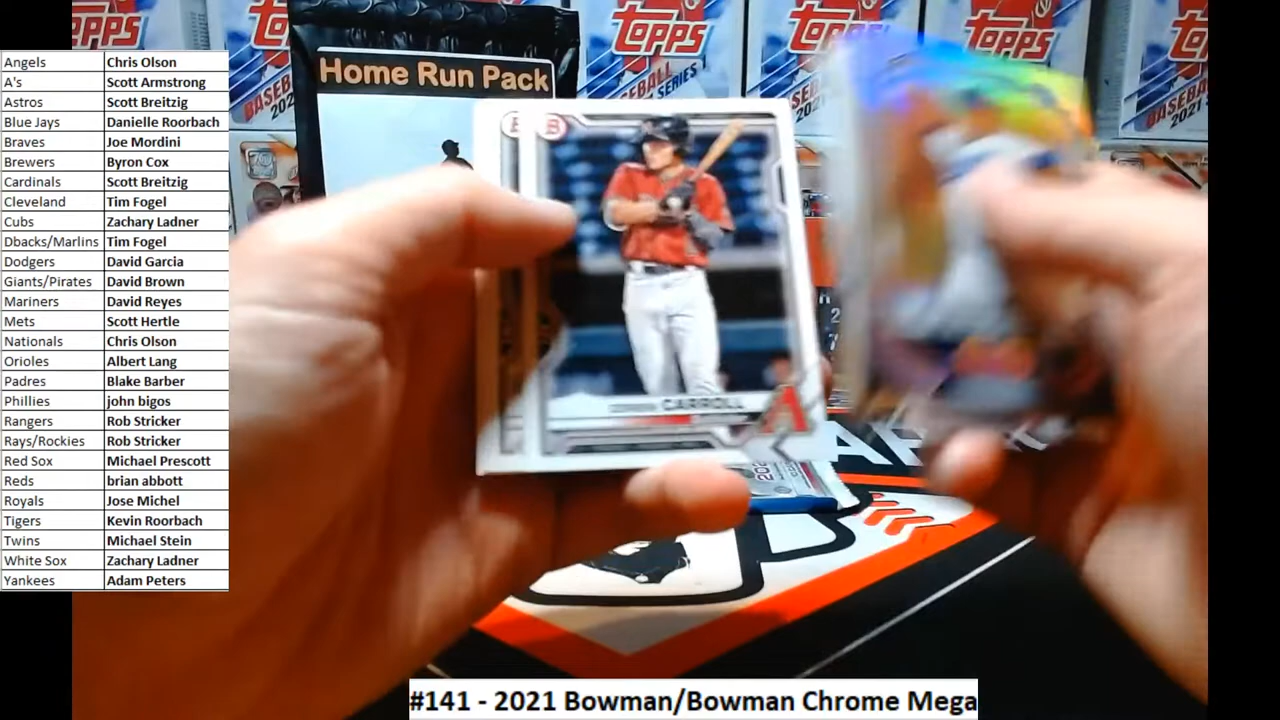 Angels Chris Olson
A's Scott Armstrong
Astros Scott Breitzig
Blue Jays Danielle Roorbach
Braves Joe Mordini
Brewers Byron Cox
Cardinals Scott Breitzig
Cleveland Tim Fogel
Cubs Zachary Ladner
Dbacks/Marlins Tim Fogel
Dodgers David Garcia
Giants/Pirates David Brown
Mariners David Reyes
Mets Scott Hertle
Nationals Chris Olson
Orioles Albert Lang
Padres Blake Barber
Phillies john bigos
Rangers Rob Stricker
Rays/Rockies Rob Stricker
Red Sox Michael Prescott
Reds brian abbott
Royals Jose Michel
Tigers Kevin Roorbach
Twins Michael Stein
White Sox Zachary Ladner
Yankees Adam Peters
Topps
Topps
Topps
Topps
BASEBALL SERIES 1
Home Run Pack
B
CARROLL
A
#141 - 2021 Bowman/Bowman Chrome Mega